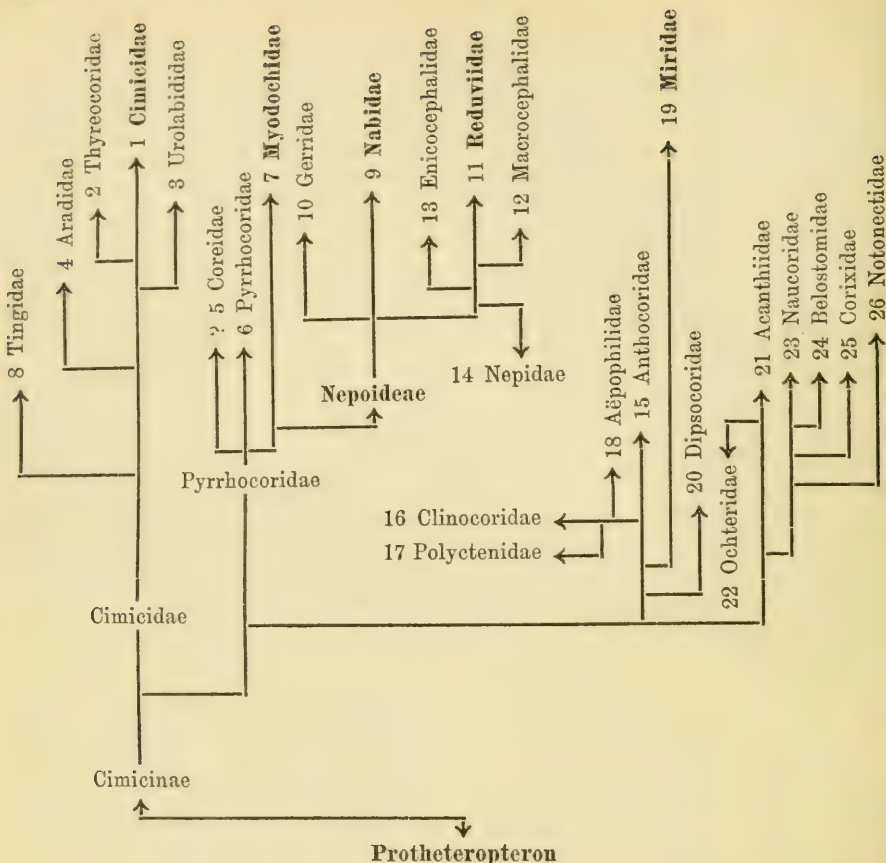 8 Tingidae
4 Aradidae
2 Thyreocoridae
1 Cimicidae
3 Urolabididae
? 5 Coreidae
6 Pyrrhocoridae
7 Myodochidae
10 Gerridae
9 Nabidae
13 Enicocephalidae
11 Reduviidae
12 Macrocephalidae
14 Nepidae
Nepoideae
Pyrrhocoridae
16 Clinocoridae
17 Polyctenidae
18 Aëpophilidae
15 Anthocoridae
19 Miridae
20 Dipsocoridae
22 Ochteridae
21 Acanthiidae
23 Naucoridae
24 Belostomidae
25 Corixidae
26 Notonectidae
Cimicidae
Cimicinae
Protheteropteron